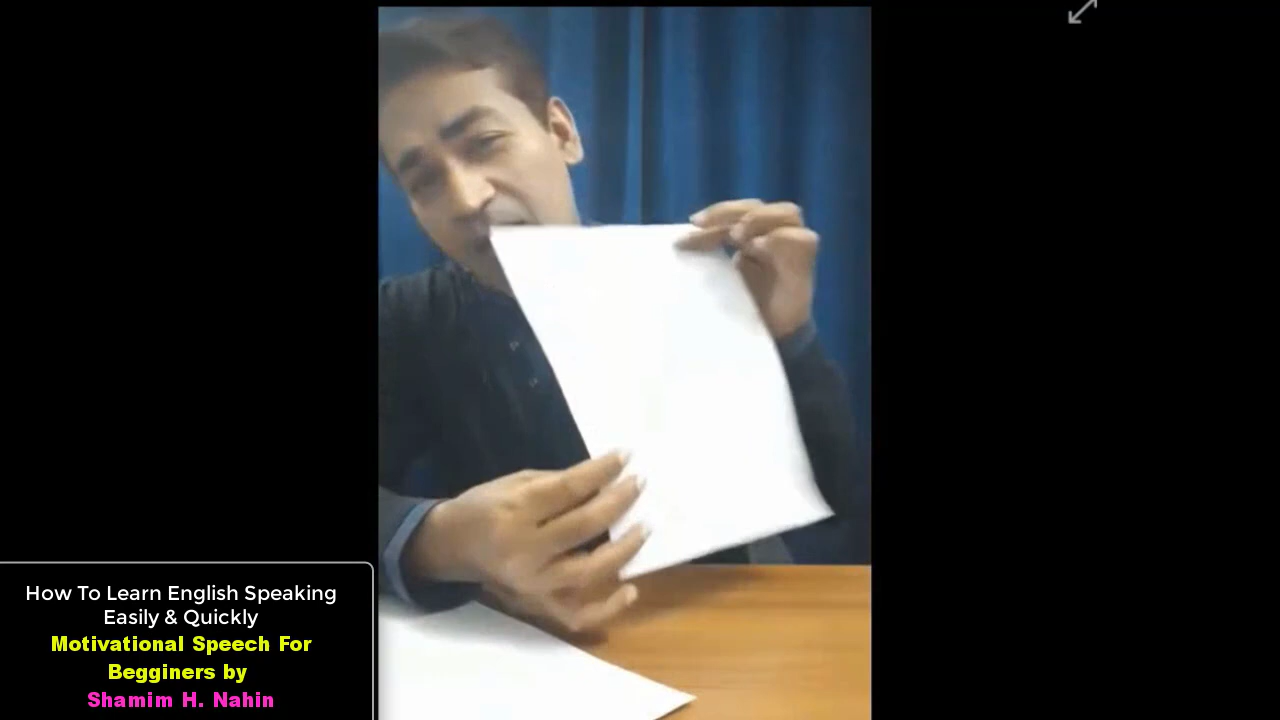 How To Learn English Speaking
Easily & Quickly
Motivational Speech For
Begginers by
Shamim H. Nahin